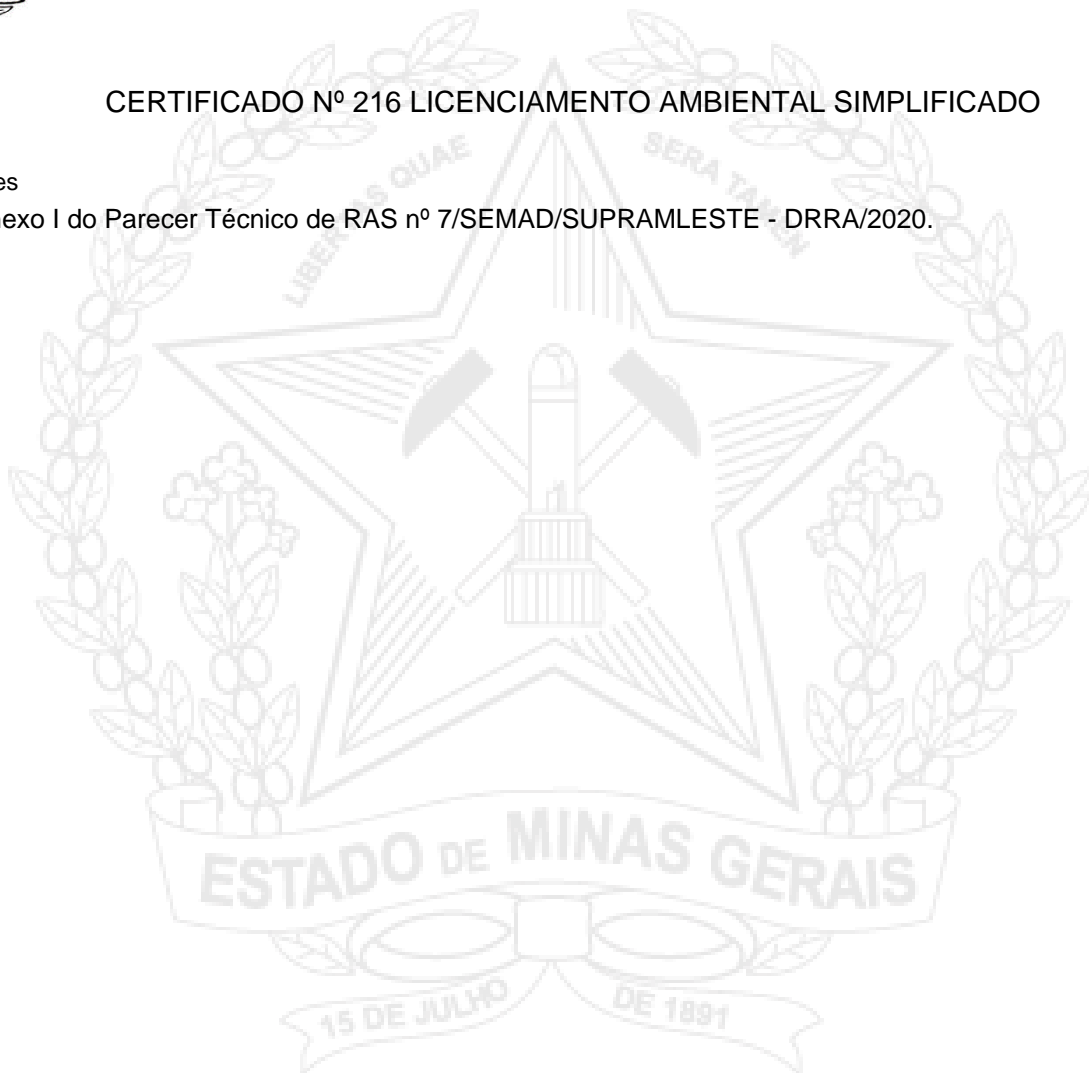 CERTIFICADO Nº 216 LICENCIAMENTO AMBIENTAL SIMPLIFICADO
es
nexo I do Parecer Técnico de RAS nº 7/SEMAD/SUPRAMLESTE - DRRA/2020.
LIBERTAS QUAE SERA TAMEN
ESTADO DE MINAS GERAIS
15 DE JULHO DE 1891